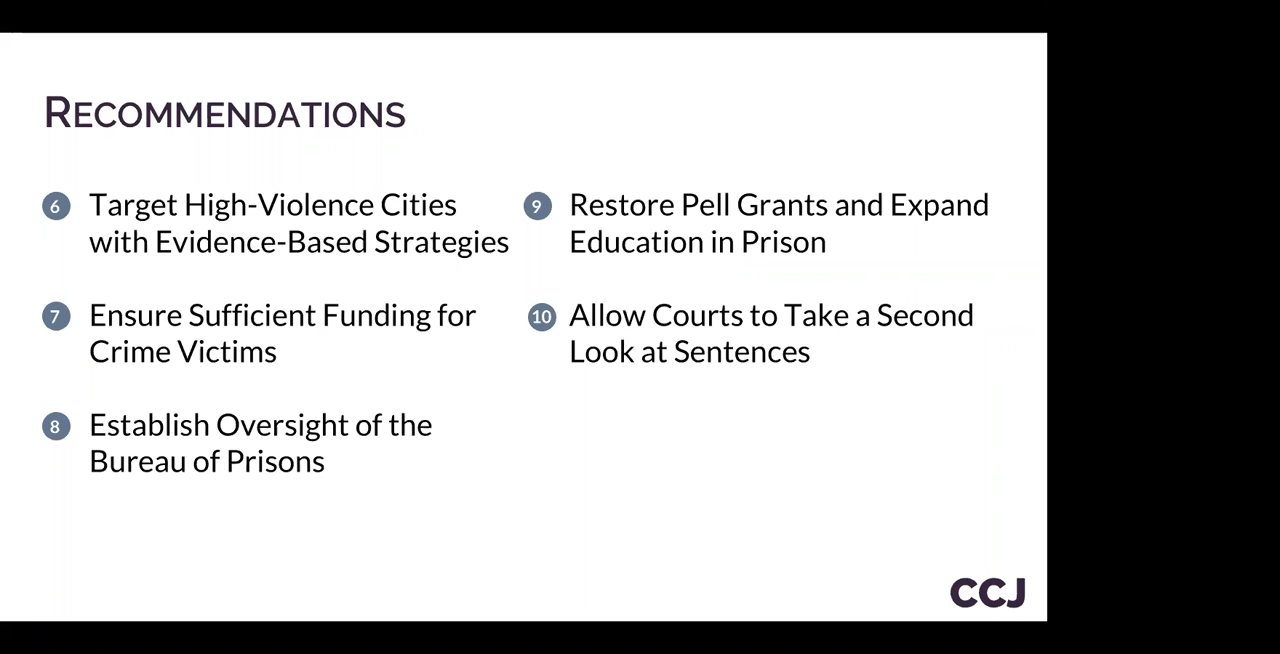 RECOMMENDATIONS
6 Target High-Violence Cities
with Evidence-Based Strategies
7 Ensure Sufficient Funding for
Crime Victims
8 Establish Oversight of the
Bureau of Prisons
9 Restore Pell Grants and Expand
Education in Prison
10 Allow Courts to Take a Second
Look at Sentences
CCJ